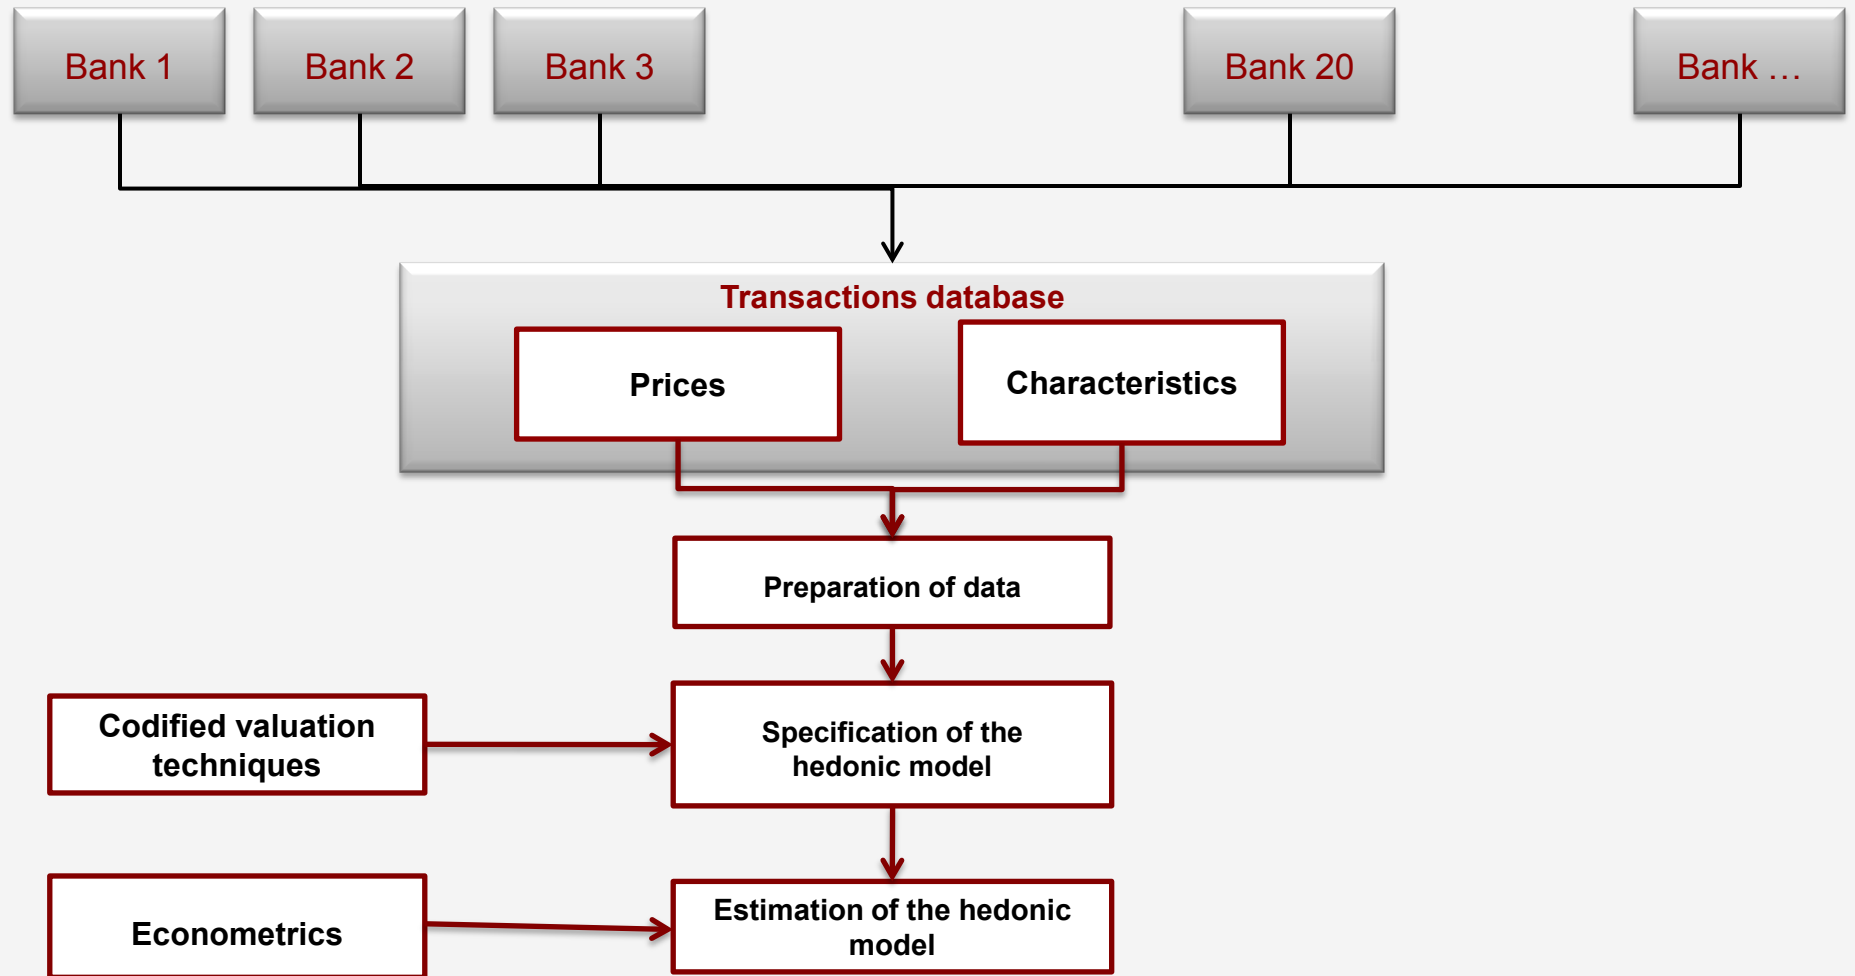 Bank 1
Bank 2
Bank 3
Bank 20
Bank …
Transactions database
Prices
Characteristics
Preparation of data
Codified valuation
techniques
Specification of the
hedonic model
Econometrics
Estimation of the hedonic
model